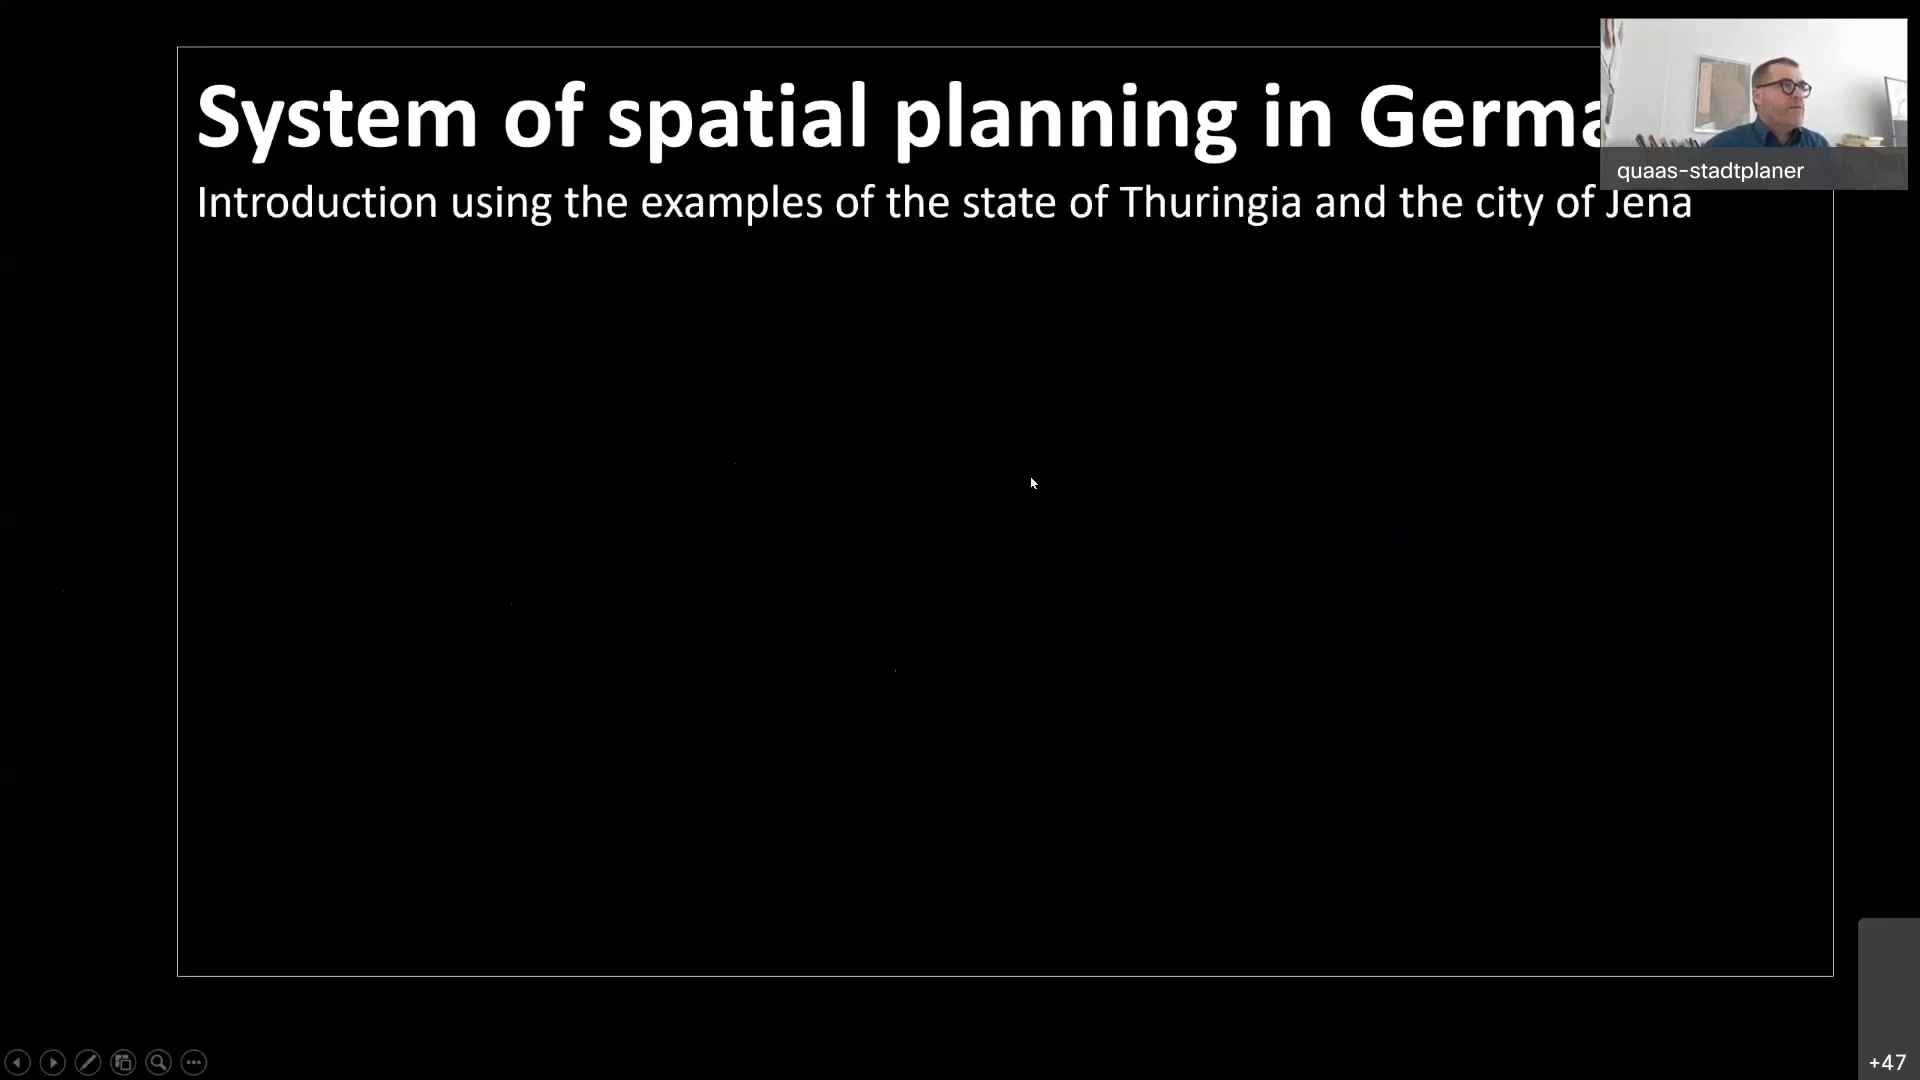 System of spatial planning in Germa
Introduction using the examples of the state of Thuringia and the city of Jena
quaas-stadtplaner
+47